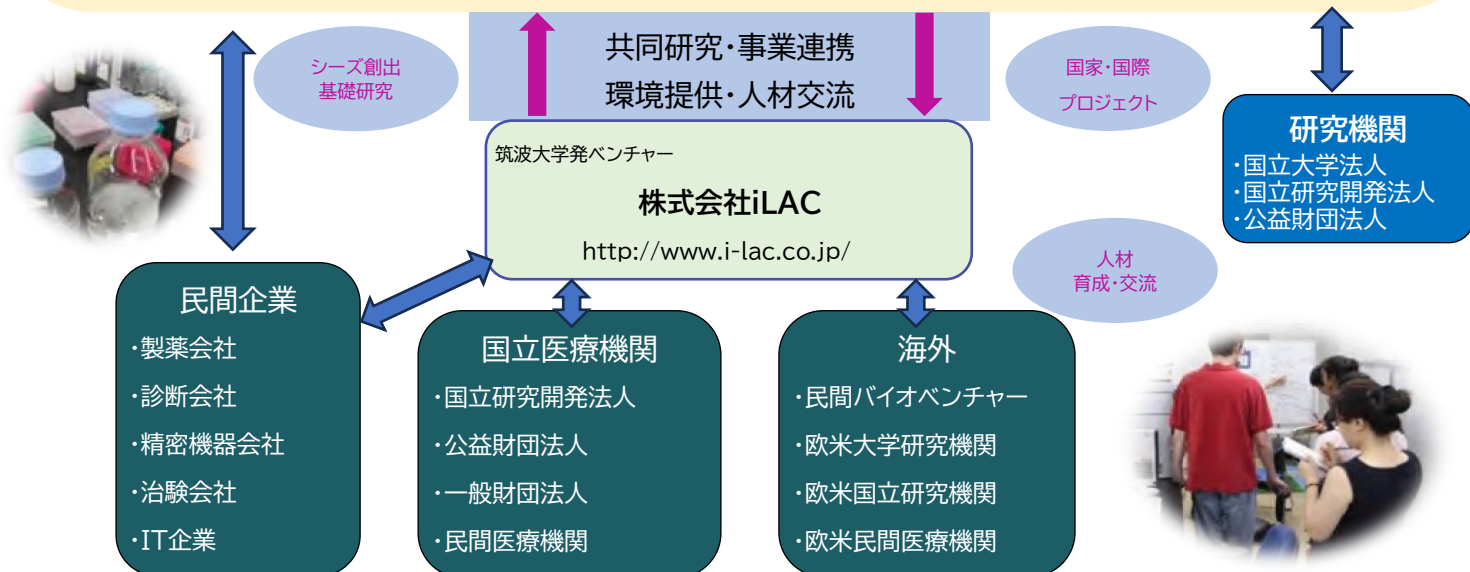 シーズ創出
基礎研究
共同研究・事業連携
環境提供・人材交流
国家・国際
プロジェクト
研究機関
・国立大学法人
・国立研究開発法人
・公益財団法人
筑波大学発ベンチャー
株式会社iLAC
http://www.i-lac.co.jp/
人材
育成・交流
民間企業
・製薬会社
・診断会社
・精密機器会社
・治験会社
・IT企業
国立医療機関
・国立研究開発法人
・公益財団法人
・一般財団法人
・民間医療機関
海外
・民間バイオベンチャー
・欧米大学研究機関
・欧米国立研究機関
・欧米民間医療機関